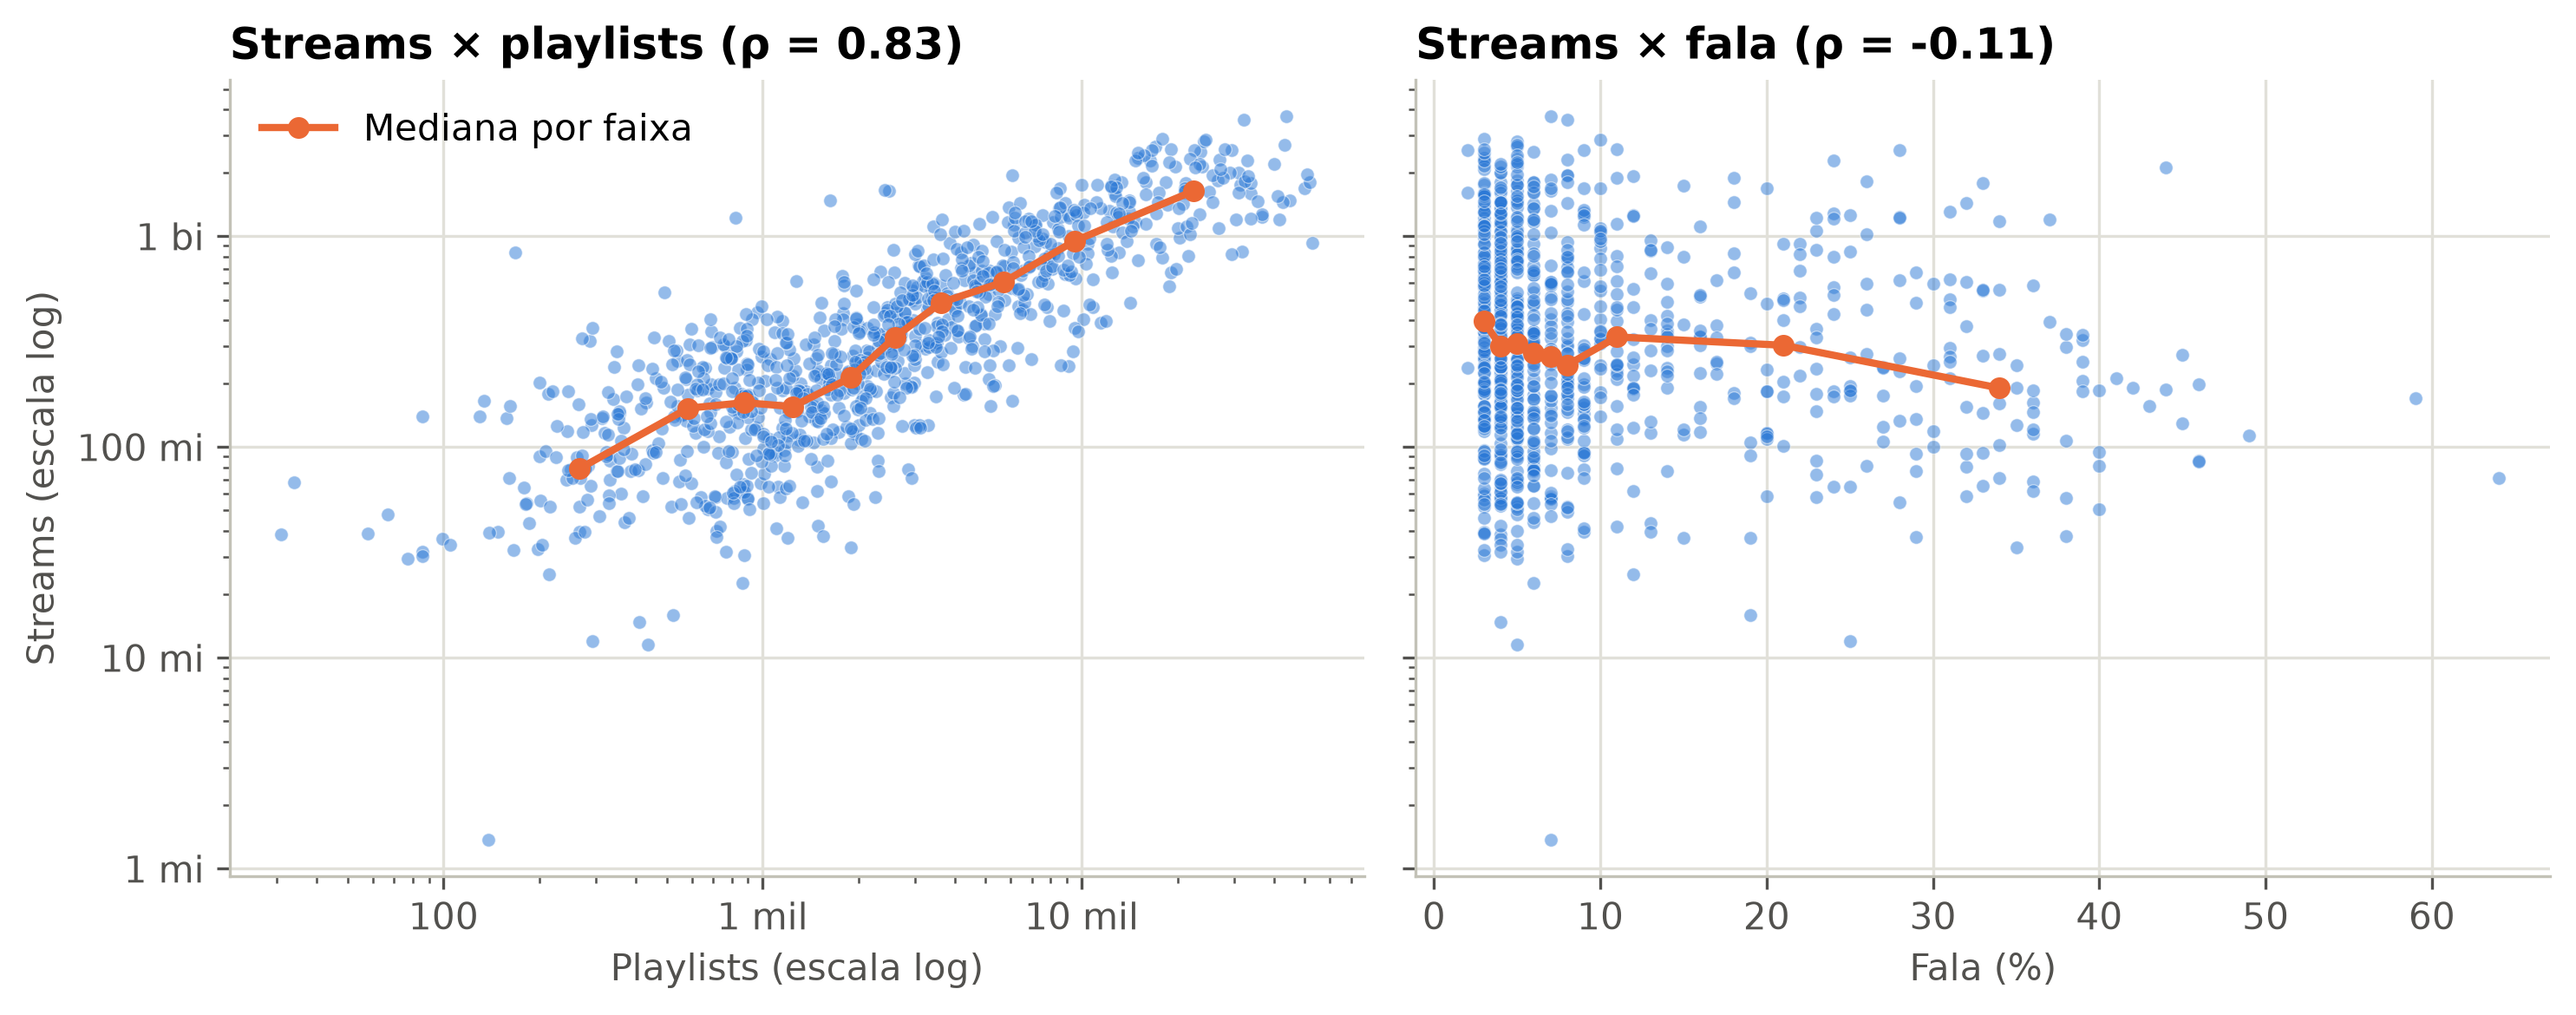 Streams × playlists (ρ = 0.83)
Mediana por faixa
Streams (escala log)
1 bi
100 mi
10 mi
1 mi
100
1 mil
10 mil
Playlists (escala log)
Streams × fala (ρ = -0.11)
0
10
20
30
40
50
60
Fala (%)